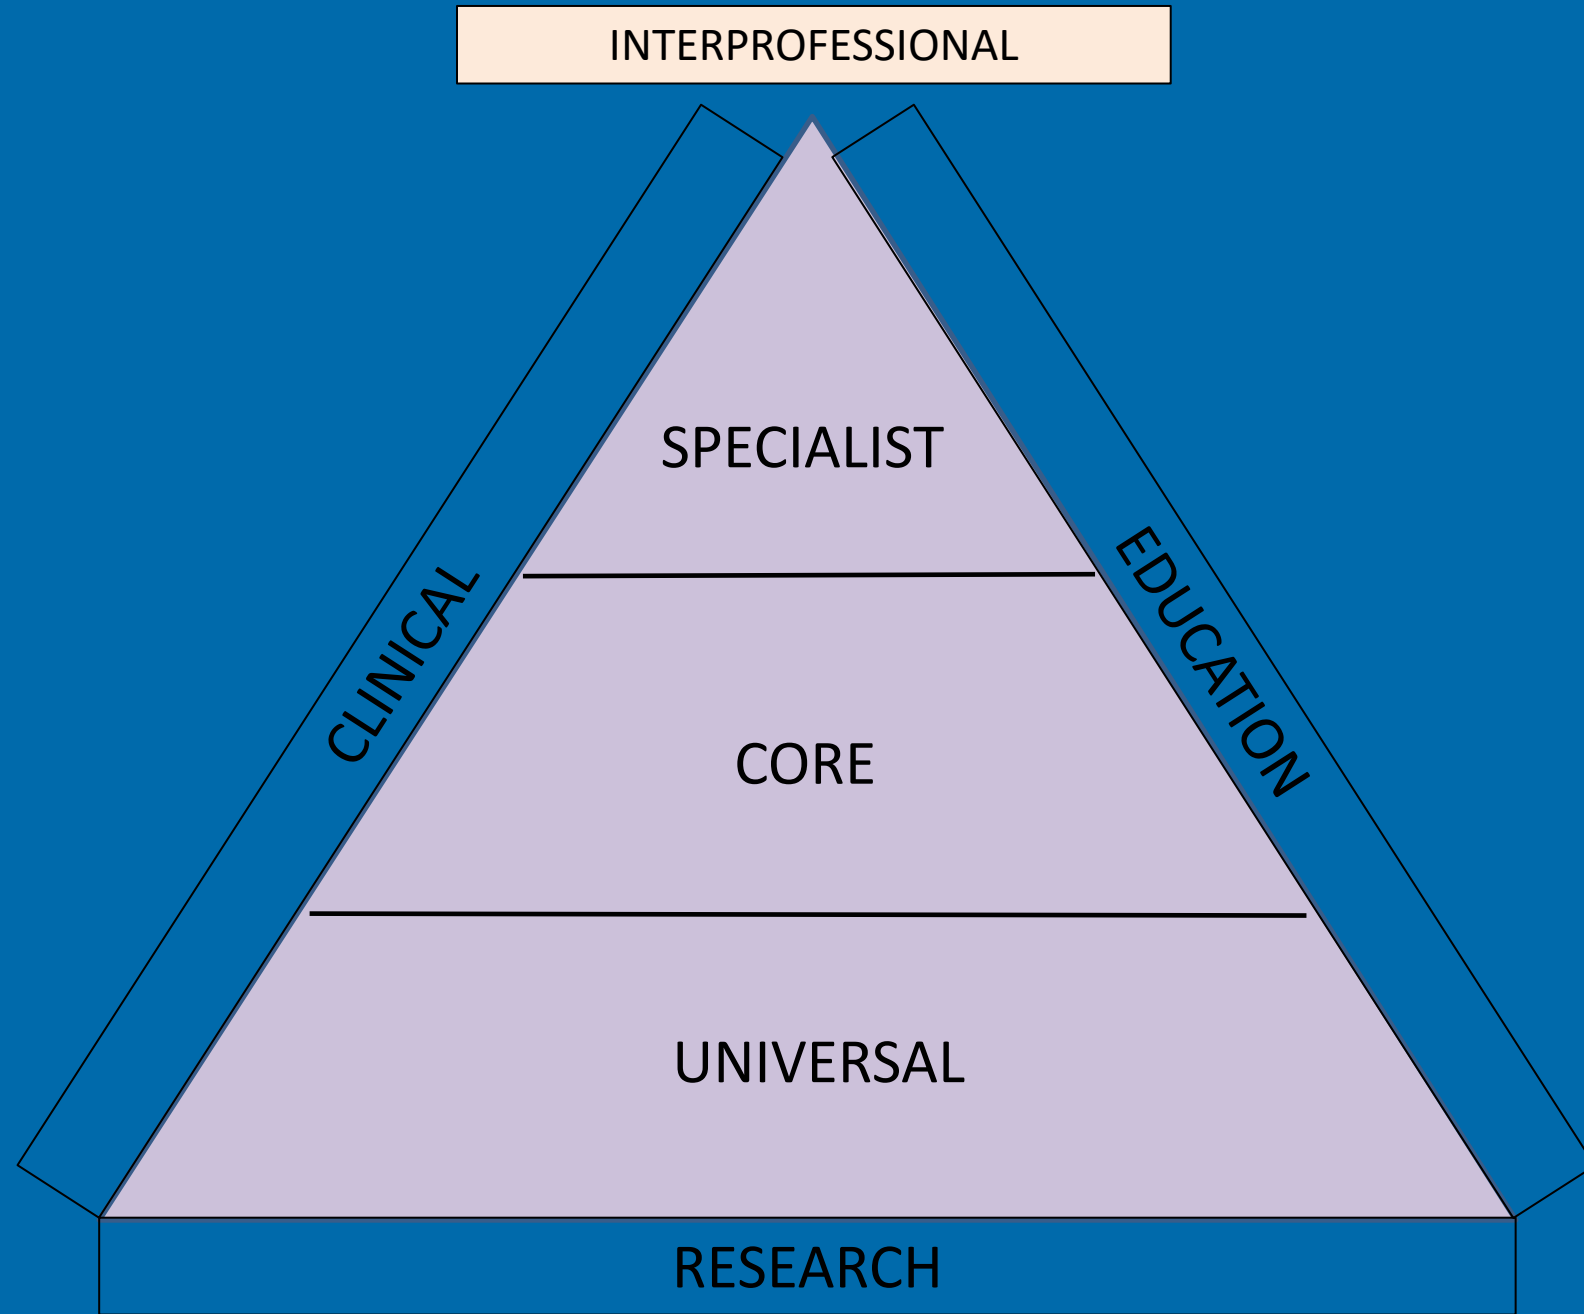 INTERPROFESSIONAL
SPECIALIST
CLINICAL
EDUCATION
CORE
UNIVERSAL
RESEARCH